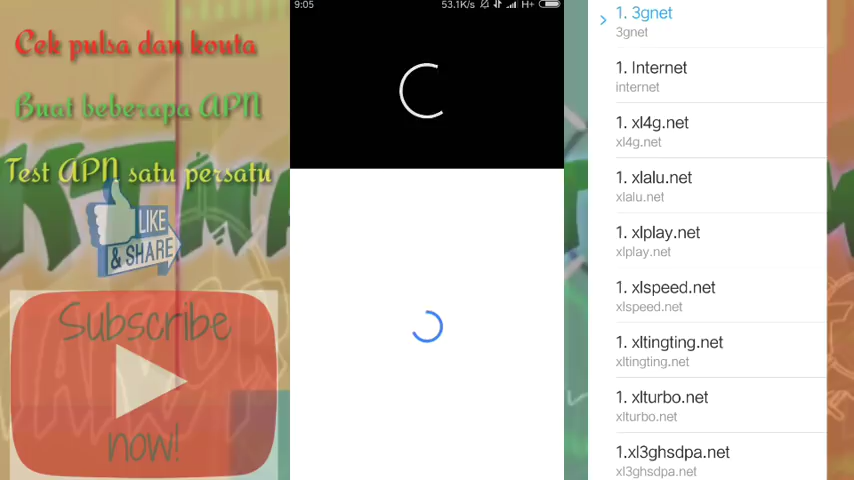 Cek pulsa dan kouta
Buat beberapa APN
Test APN satu persatu
LIKE
& SHARE
Subscribe
now!
9:05
53.1K/s
H+
1. 3gnet
3gnet
1. Internet
internet
1. xl4g.net
xl4g.net
1. xlalu.net
xlalu.net
1. xlplay.net
xlplay.net
1. xlspeed.net
xlspeed.net
1. xltingting.net
xltingting.net
1. xlturbo.net
xlturbo.net
1.xl3ghsdpa.net
xl3ghsdpa.net